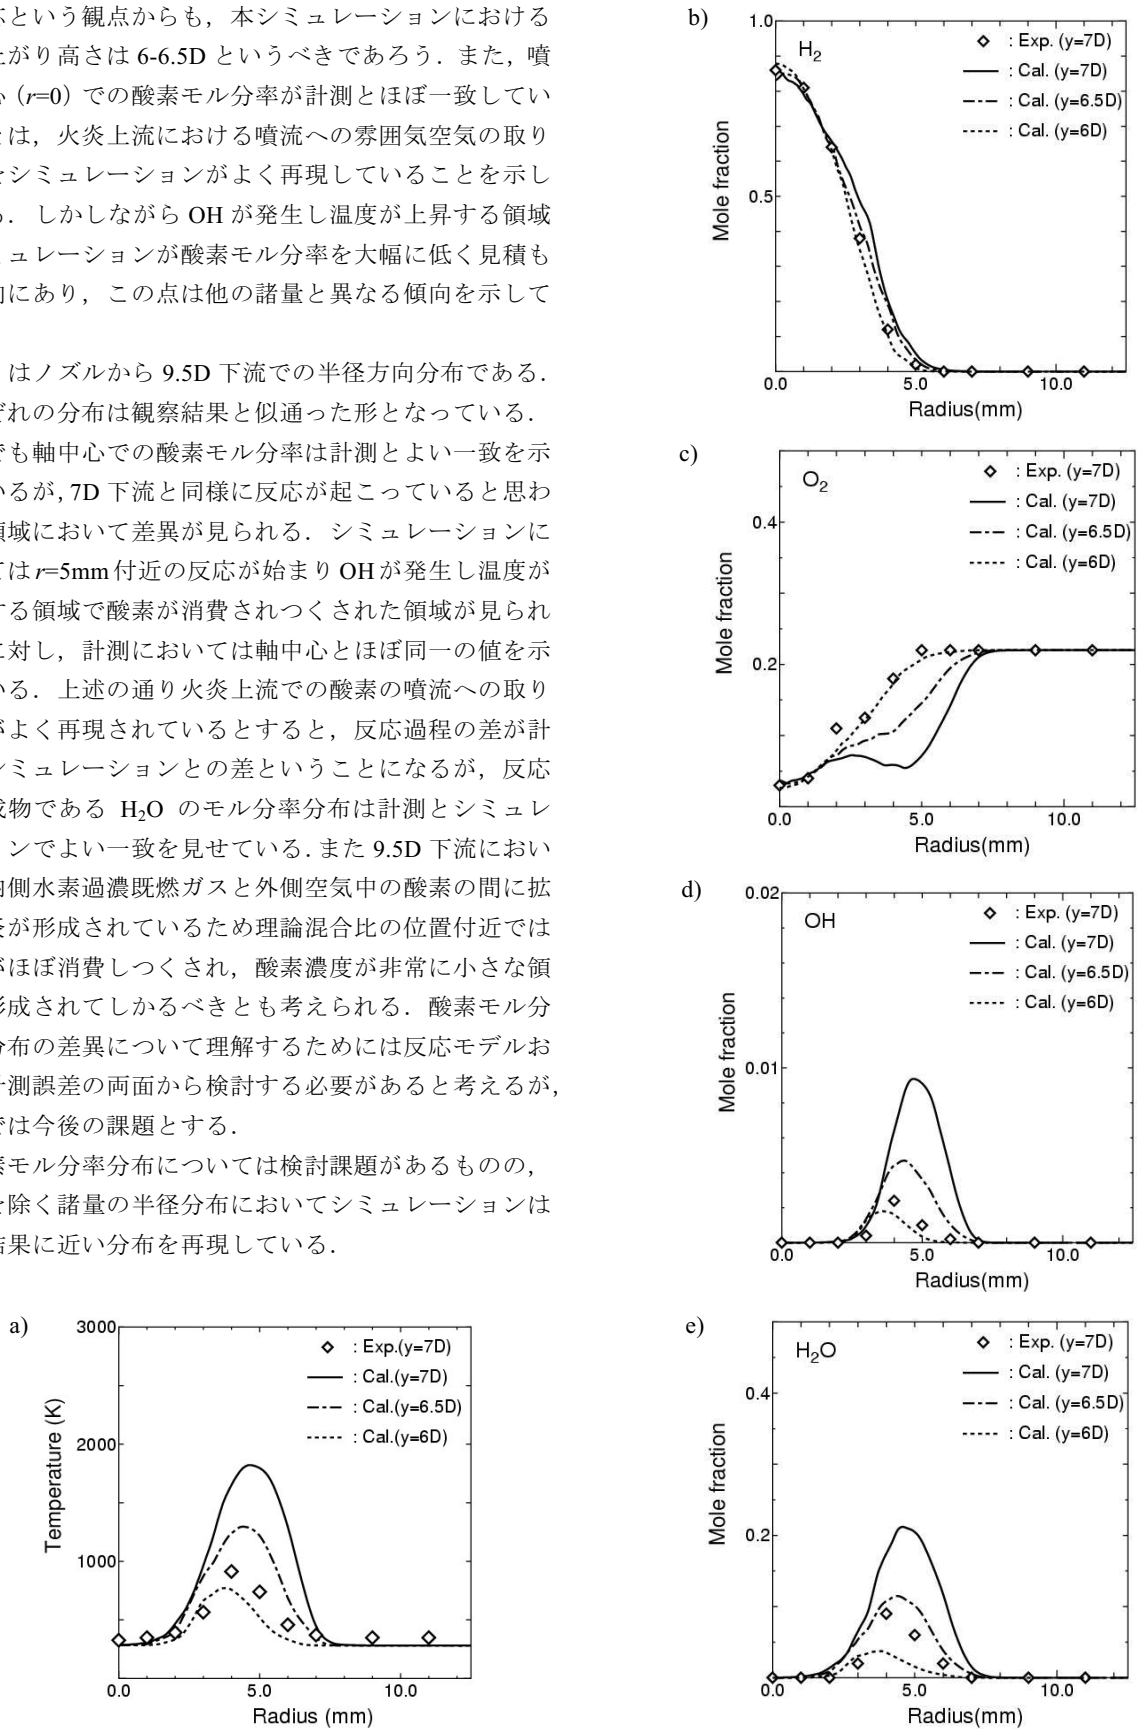 という観点からも，本シミュレーションにおける
がり高さは 6-6.5D というべきであろう．また，噴
（r=0）での酸素モル分率が計測とほぼ一致してい
は，火炎上流における噴流への雰囲気空気の取り
シミュレーションがよく再現していることを示し
．しかしながら OH が発生し温度が上昇する領域
ュレーションが酸素モル分率を大幅に低く見積も
にあり，この点は他の諸量と異なる傾向を示して
はノズルから 9.5D 下流での半径方向分布である．
ぞれの分布は観察結果と似通った形となっている．
でも軸中心での酸素モル分率は計測とよい一致を示
いるが，7D 下流と同様に反応が起こっていると思わ
領域において差異が見られる．シミュレーションに
てはr=5mm付近の反応が始まりOHが発生し温度が
する領域で酸素が消費されつくされた領域が見られ
に対し，計測においては軸中心とほぼ同一の値を示
いる．上述の通り火炎上流での酸素の噴流への取り
がよく再現されているとすると，反応過程の差が計
シミュレーションとの差ということになるが，反応
成物である H₂O のモル分率分布は計測とシミュレ
ンでよい一致を見せている．また 9.5D 下流におい
内側水素過濃既燃ガスと外側空気中の酸素の間に拡
炎が形成されているため理論混合比の位置付近では
がほぼ消費しつくされ，酸素濃度が非常に小さな領
形成されてしかるべきとも考えられる．酸素モル分
分布の差異について理解するためには反応モデルお
計測誤差の両面から検討する必要があると考えるが，
では今後の課題とする．
素モル分率分布については検討課題があるものの，
を除く諸量の半径分布においてシミュレーションは
結果に近い分布を再現している．
a)
3000
2000
1000
Temperature (K)
: Exp.(y=7D)
: Cal.(y=7D)
: Cal.(y=6.5D)
: Cal.(y=6D)
0.0 5.0 10.0
Radius (mm)
b)
1.0
0.5
Mole fraction
H₂
: Exp. (y=7D)
: Cal. (y=7D)
: Cal. (y=6.5D)
: Cal. (y=6D)
0.0 5.0 10.0
Radius(mm)
c)
0.4
0.2
Mole fraction
O₂
: Exp. (y=7D)
: Cal. (y=7D)
: Cal. (y=6.5D)
: Cal. (y=6D)
0.0 5.0 10.0
Radius(mm)
d)
0.02
0.01
Mole fraction
OH
: Exp. (y=7D)
: Cal. (y=7D)
: Cal. (y=6.5D)
: Cal. (y=6D)
0.0 5.0 10.0
Radius(mm)
e)
0.4
0.2
Mole fraction
H₂O
: Exp. (y=7D)
: Cal. (y=7D)
: Cal. (y=6.5D)
: Cal. (y=6D)
0.0 5.0 10.0
Radius(mm)